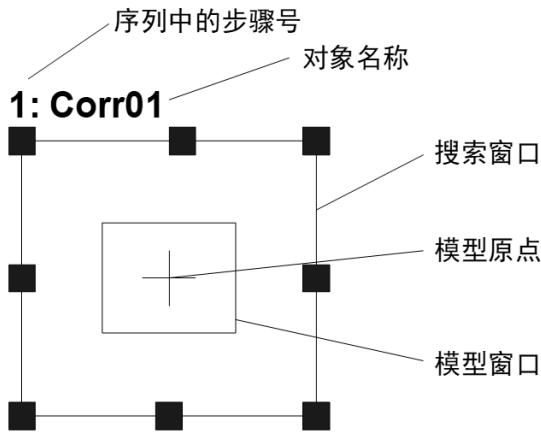 序列中的步骤号
对象名称
1: Corr01
搜索窗口
模型原点
模型窗口